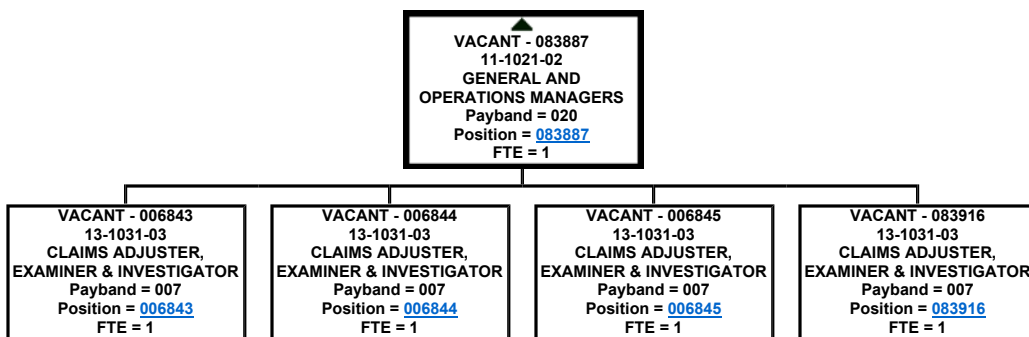 VACANT - 083887
11-1021-02
GENERAL AND
OPERATIONS MANAGERS
Payband = 020
Position = 083887
FTE = 1
VACANT - 006843
13-1031-03
CLAIMS ADJUSTER,
EXAMINER & INVESTIGATOR
Payband = 007
Position = 006843
FTE = 1
VACANT - 006844
13-1031-03
CLAIMS ADJUSTER,
EXAMINER & INVESTIGATOR
Payband = 007
Position = 006844
FTE = 1
VACANT - 006845
13-1031-03
CLAIMS ADJUSTER,
EXAMINER & INVESTIGATOR
Payband = 007
Position = 006845
FTE = 1
VACANT - 083916
13-1031-03
CLAIMS ADJUSTER,
EXAMINER & INVESTIGATOR
Payband = 007
Position = 083916
FTE = 1